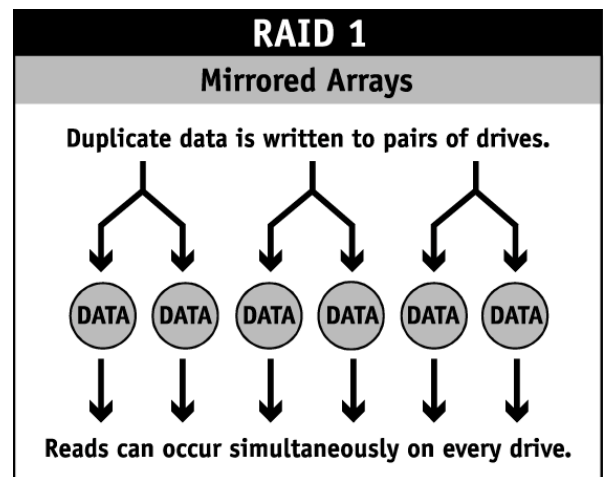 RAID 1
Mirrored Arrays
Duplicate data is written to pairs of drives.
DATA DATA DATA DATA DATA DATA
Reads can occur simultaneously on every drive.